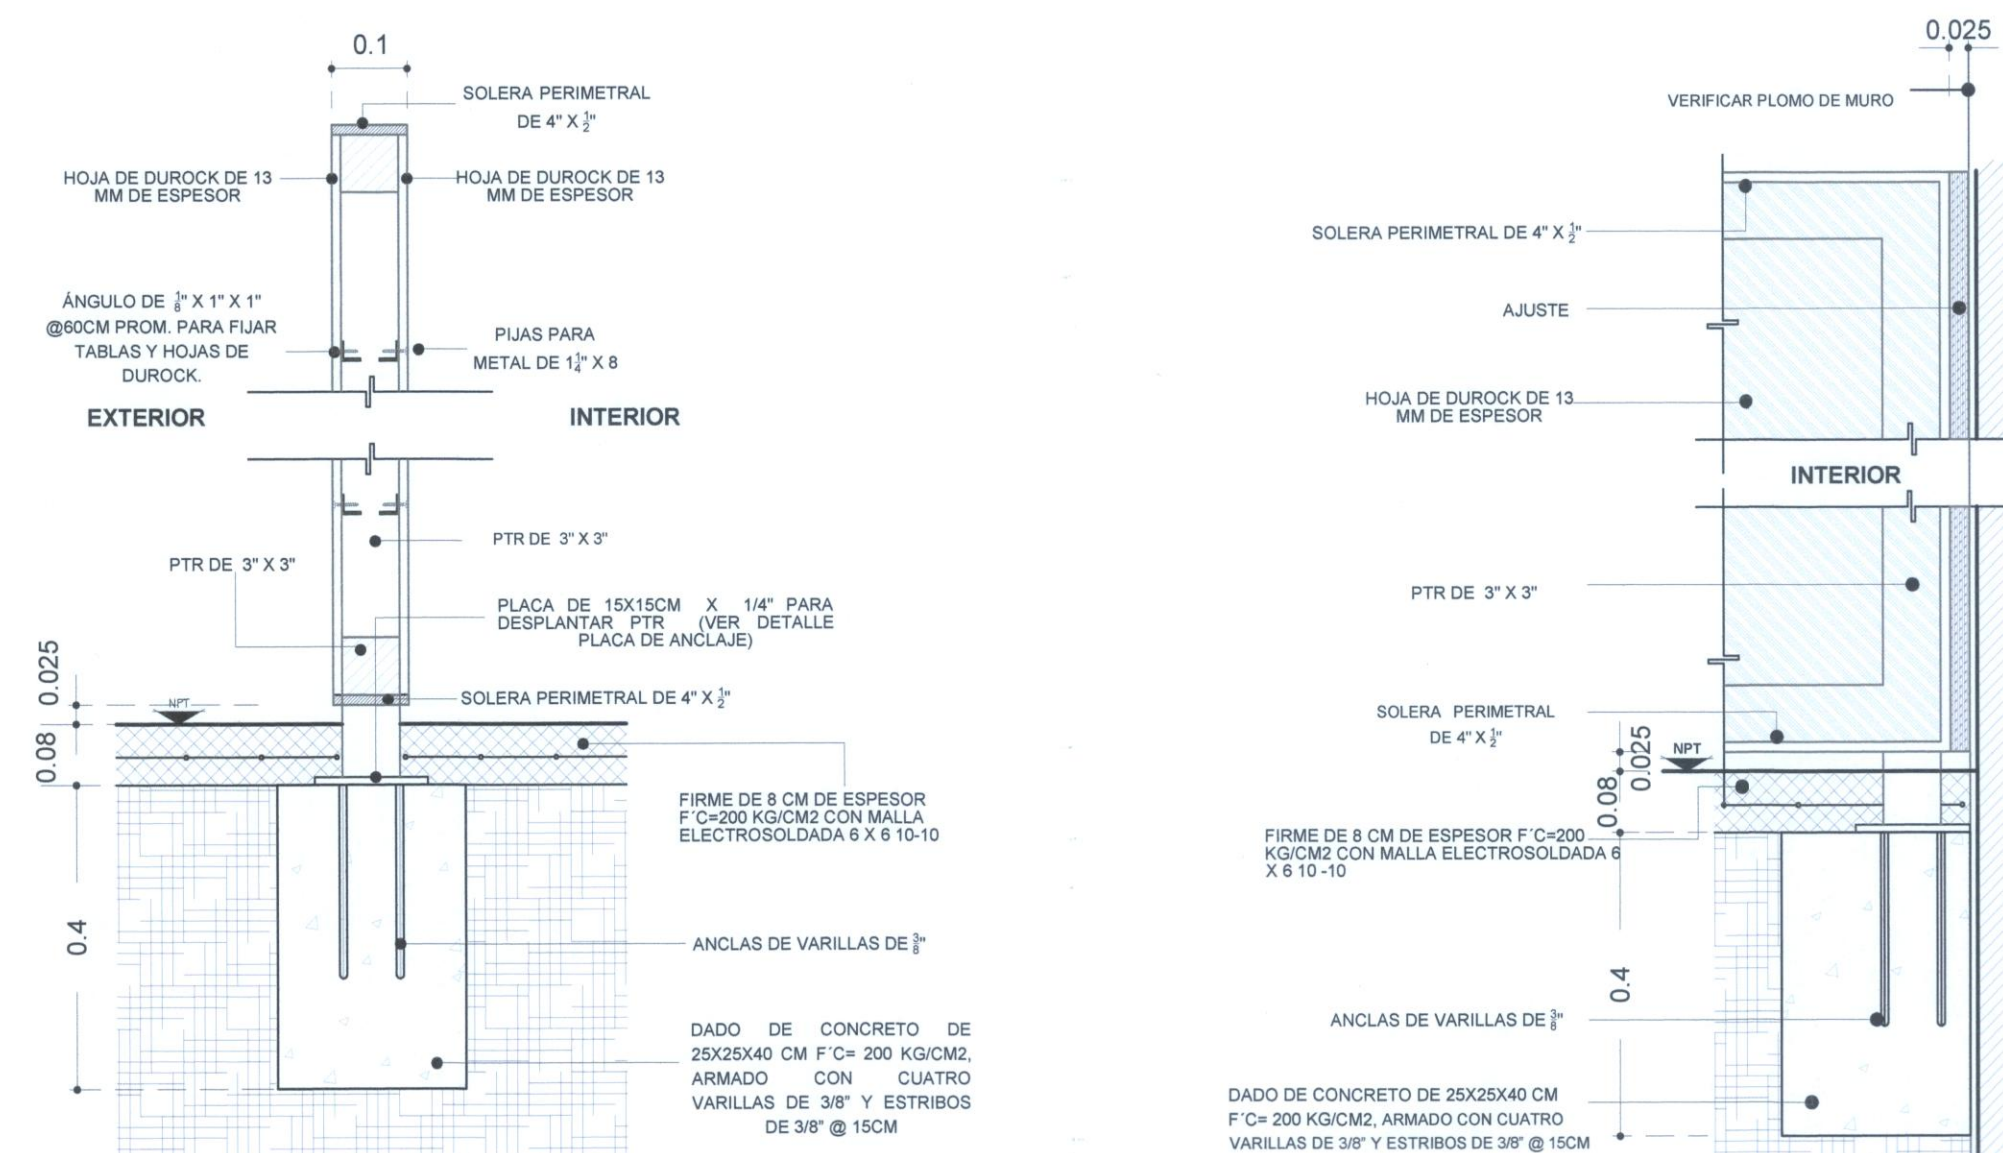 0.1
SOLERA PERIMETRAL
DE 4" X ½"
HOJA DE DUROCK DE 13
MM DE ESPESOR
HOJA DE DUROCK DE 13
MM DE ESPESOR
ÁNGULO DE ⅛" X 1" X 1"
@60CM PROM. PARA FIJAR
TABLAS Y HOJAS DE
DUROCK.
PIJAS PARA
METAL DE 1¼" X 8
EXTERIOR
INTERIOR
PTR DE 3" X 3"
PTR DE 3" X 3"
PLACA DE 15X15CM X 1/4" PARA
DESPLANTAR PTR (VER DETALLE
PLACA DE ANCLAJE)
SOLERA PERIMETRAL DE 4" X ½"
0.025
NPT
0.08
FIRME DE 8 CM DE ESPESOR
F´C=200 KG/CM2 CON MALLA
ELECTROSOLDADA 6 X 6 10-10
0.4
ANCLAS DE VARILLAS DE ⅜"
DADO DE CONCRETO DE
25X25X40 CM F´C= 200 KG/CM2,
ARMADO CON CUATRO
VARILLAS DE 3/8" Y ESTRIBOS
DE 3/8" @ 15CM
0.025
VERIFICAR PLOMO DE MURO
SOLERA PERIMETRAL DE 4" X ½"
AJUSTE
HOJA DE DUROCK DE 13
MM DE ESPESOR
INTERIOR
PTR DE 3" X 3"
SOLERA PERIMETRAL
DE 4" X ½"
0.025
NPT
0.08
FIRME DE 8 CM DE ESPESOR F´C=200
KG/CM2 CON MALLA ELECTROSOLDADA 6
X 6 10 -10
0.4
ANCLAS DE VARILLAS DE ⅜"
DADO DE CONCRETO DE 25X25X40 CM
F´C= 200 KG/CM2, ARMADO CON CUATRO
VARILLAS DE 3/8" Y ESTRIBOS DE 3/8" @ 15CM